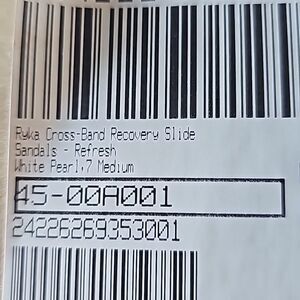 Ryka Cross-Band Recovery Slide
Sandals - Refresh
White Pearl,7 Medium
45-00A001
24226269353001